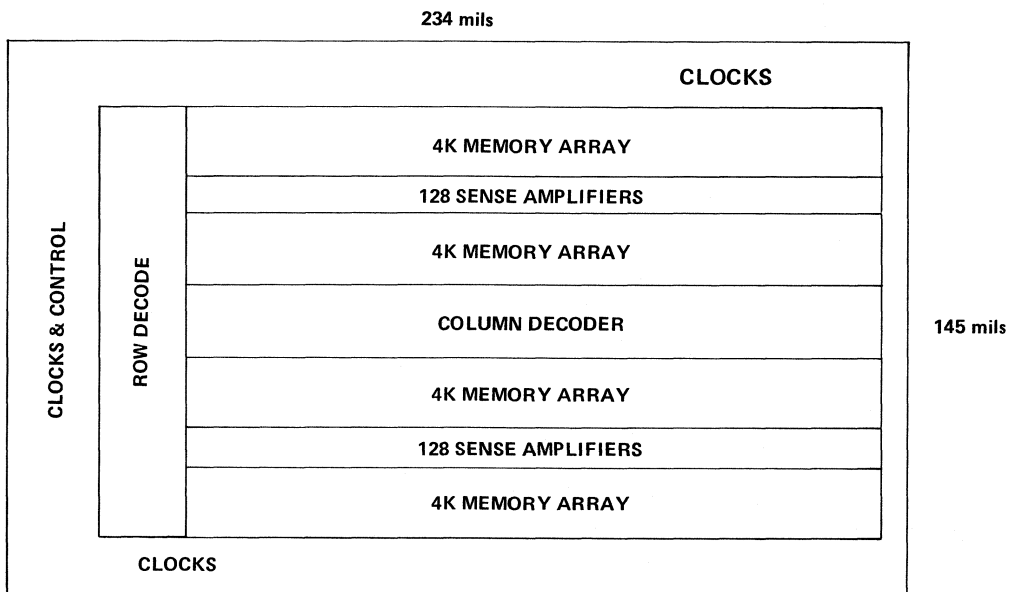 234 mils
CLOCKS
4K MEMORY ARRAY
128 SENSE AMPLIFIERS
4K MEMORY ARRAY
CLOCKS & CONTROL
ROW DECODE
COLUMN DECODER
145 mils
4K MEMORY ARRAY
128 SENSE AMPLIFIERS
4K MEMORY ARRAY
CLOCKS